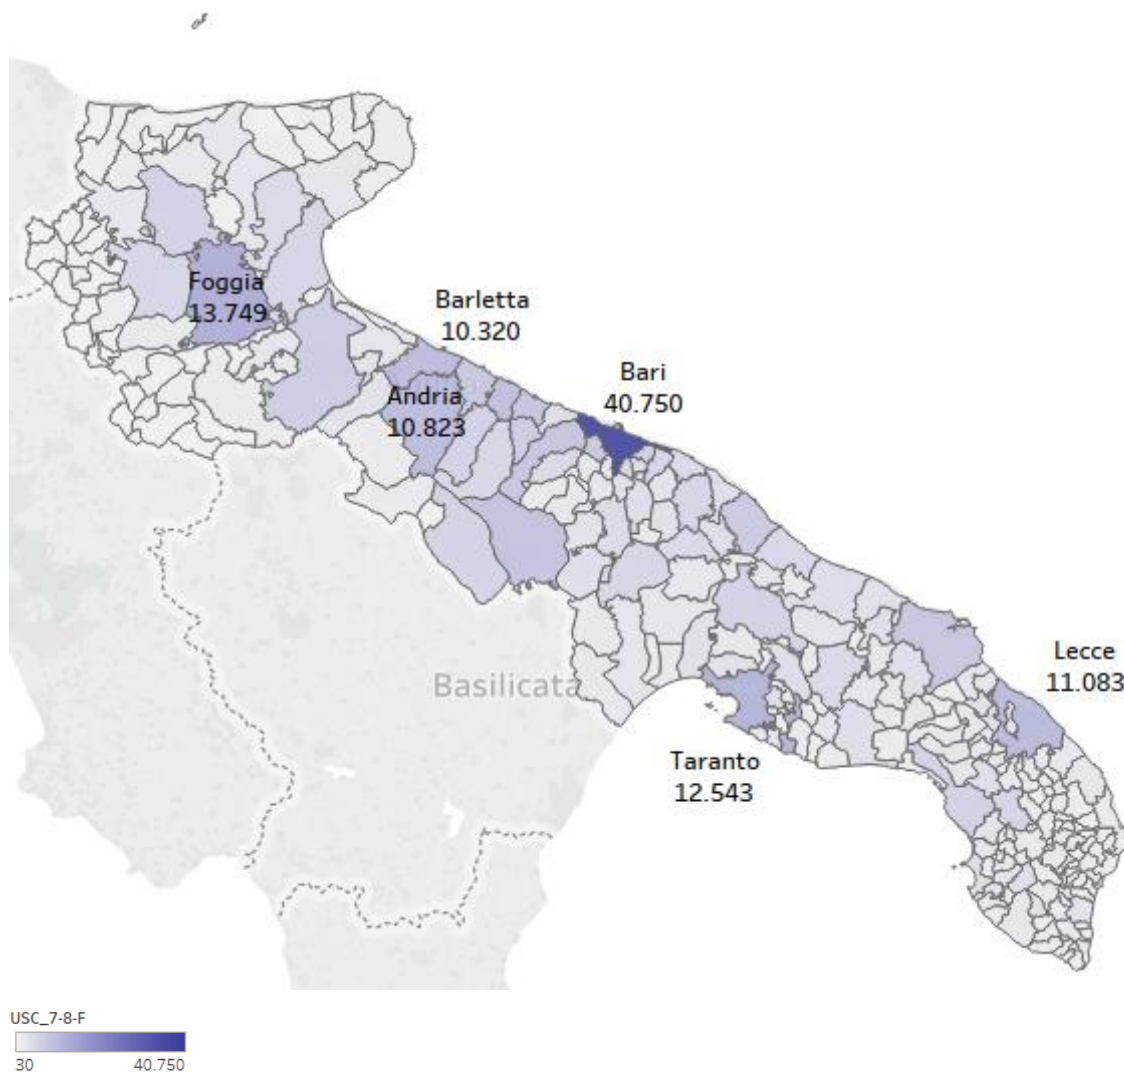 Foggia
13.749
Barletta
10.320
Bari
40.750
Andria
10.823
Lecce
11.083
Basilicata
Taranto
12.543
USC_7-8-F
30
40.750